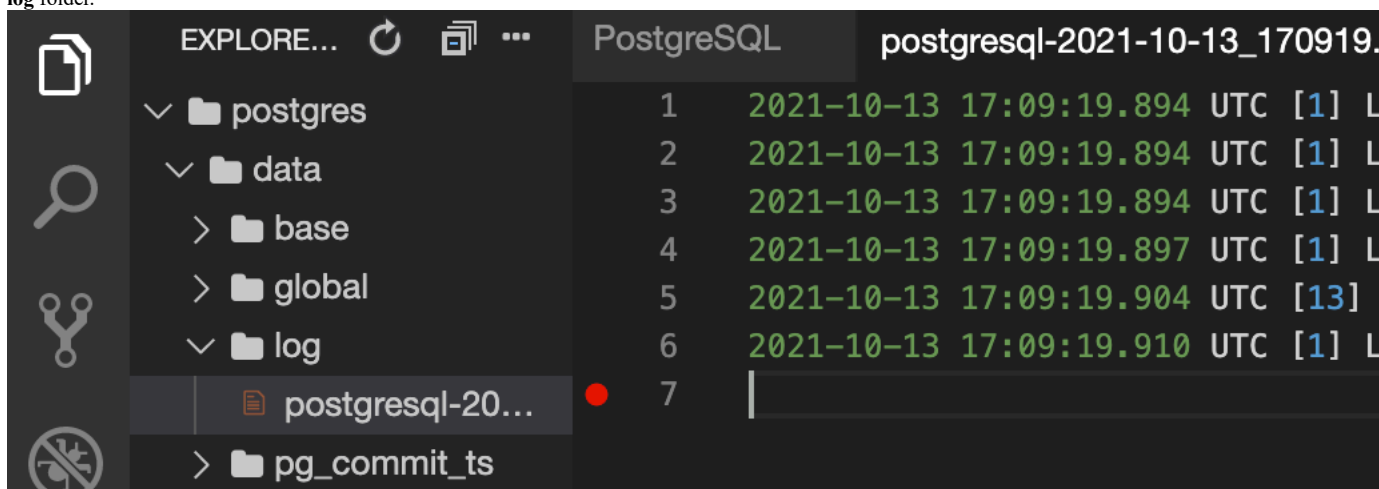 log folder.
EXPLORE...
postgres
data
base
global
log
postgresql-20...
pg_commit_ts
PostgreSQL postgresql-2021-10-13_170919.
1 2021-10-13 17:09:19.894 UTC [1] L
2 2021-10-13 17:09:19.894 UTC [1] L
3 2021-10-13 17:09:19.894 UTC [1] L
4 2021-10-13 17:09:19.897 UTC [1] L
5 2021-10-13 17:09:19.904 UTC [13]
6 2021-10-13 17:09:19.910 UTC [1] L
7